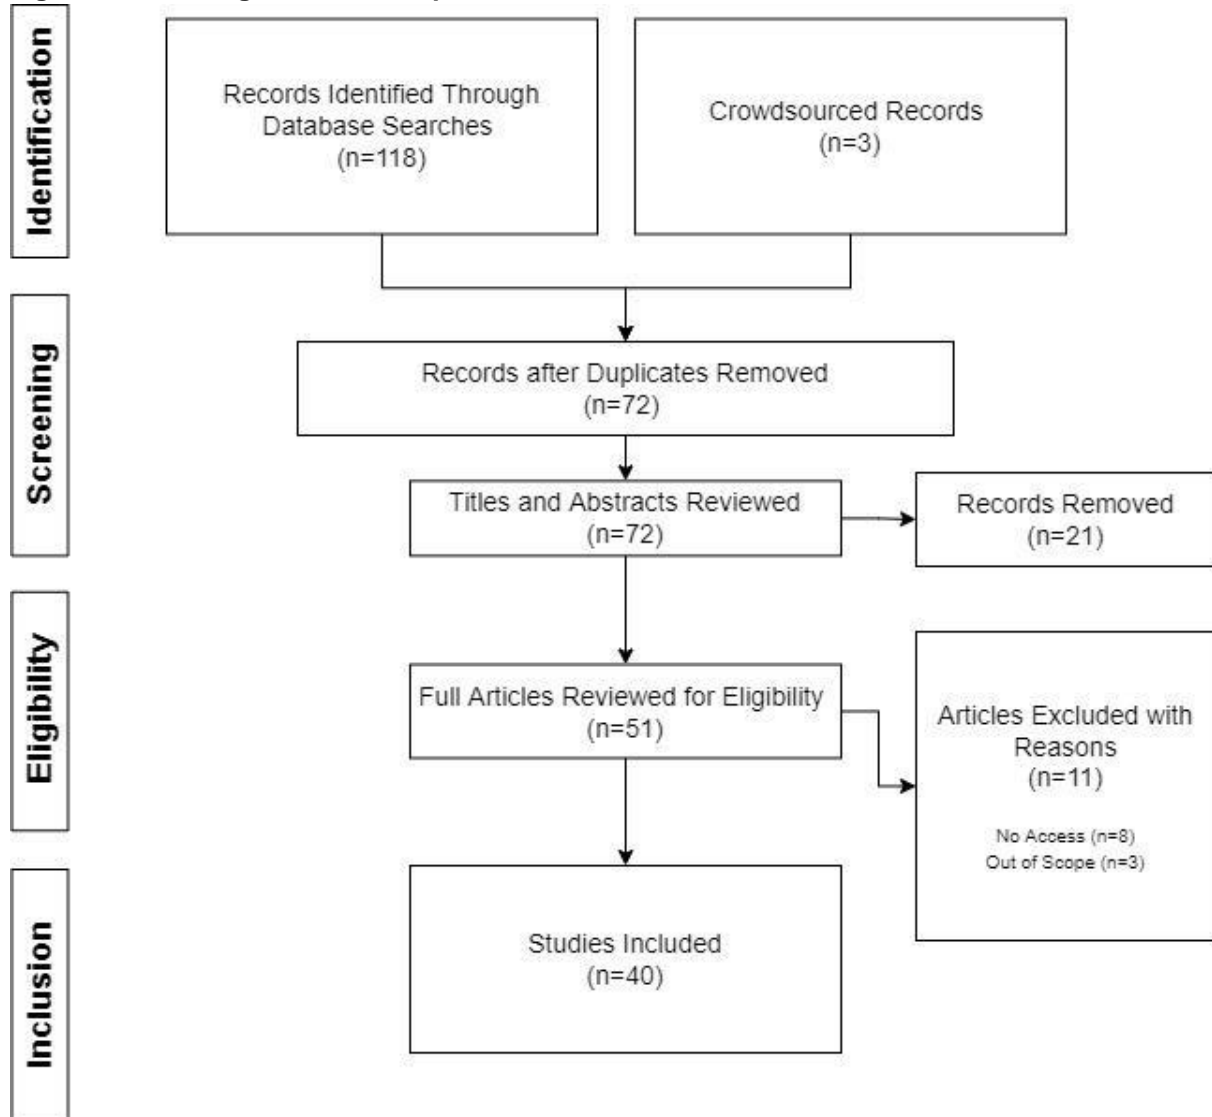 Identification
Records Identified Through
Database Searches
(n=118)
Crowdsourced Records
(n=3)
Screening
Records after Duplicates Removed
(n=72)
Titles and Abstracts Reviewed
(n=72)
Records Removed
(n=21)
Eligibility
Full Articles Reviewed for Eligibility
(n=51)
Articles Excluded with
Reasons
(n=11)
No Access (n=8)
Out of Scope (n=3)
Inclusion
Studies Included
(n=40)